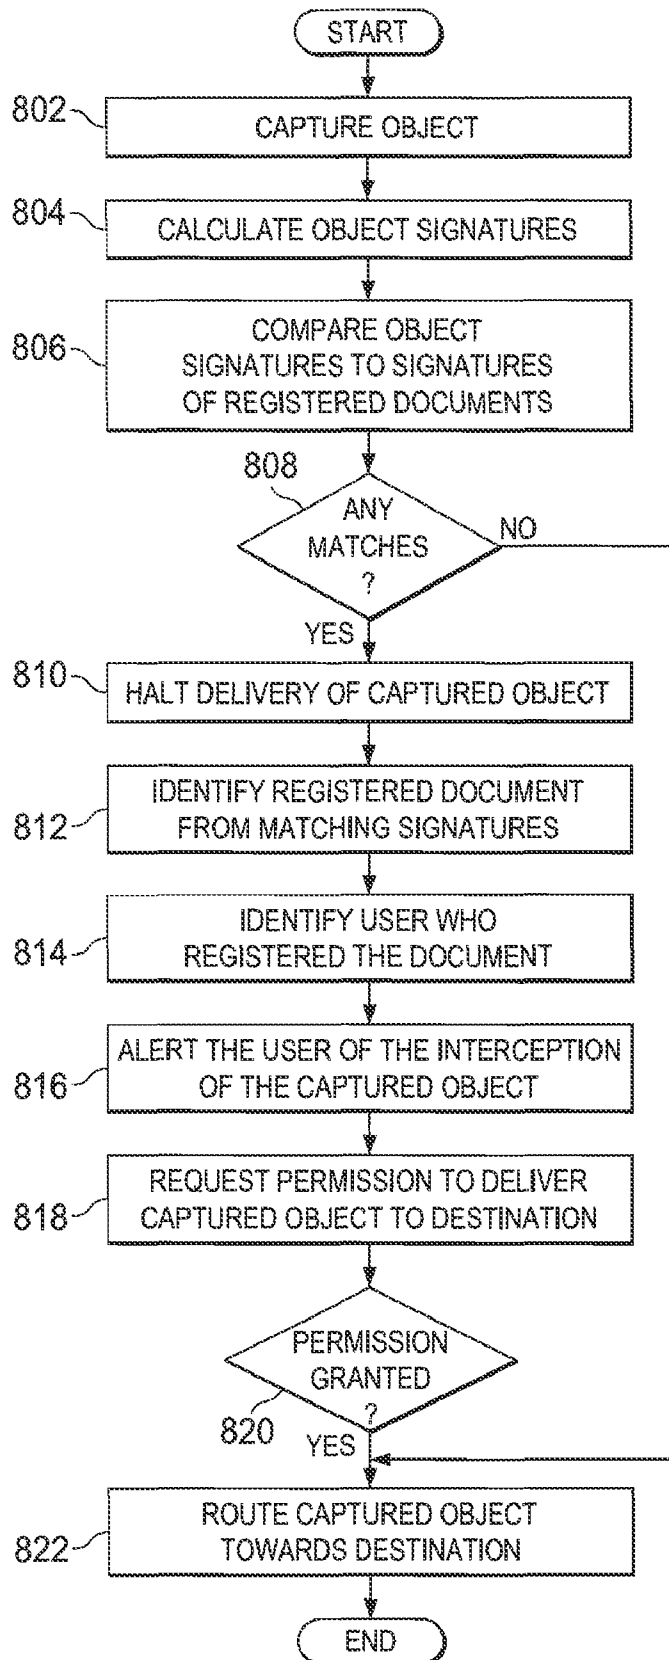 START
802
CAPTURE OBJECT
804
CALCULATE OBJECT SIGNATURES
806
COMPARE OBJECT
SIGNATURES TO SIGNATURES
OF REGISTERED DOCUMENTS
808
ANY
MATCHES
?
NO
YES
810
HALT DELIVERY OF CAPTURED OBJECT
812
IDENTIFY REGISTERED DOCUMENT
FROM MATCHING SIGNATURES
814
IDENTIFY USER WHO
REGISTERED THE DOCUMENT
816
ALERT THE USER OF THE INTERCEPTION
OF THE CAPTURED OBJECT
818
REQUEST PERMISSION TO DELIVER
CAPTURED OBJECT TO DESTINATION
PERMISSION
GRANTED
?
820
YES
822
ROUTE CAPTURED OBJECT
TOWARDS DESTINATION
END